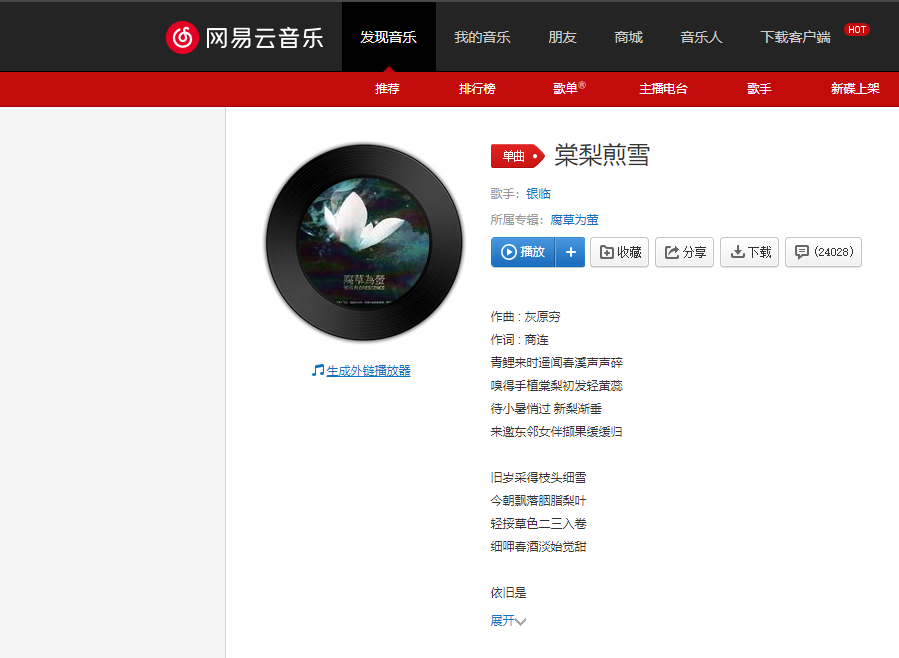 网易云音乐
发现音乐 我的音乐 朋友 商城 音乐人 下载客户端 HOT
推荐 排行榜 歌单® 主播电台 歌手 新碟上架
单曲 棠梨煎雪
歌手：银临
所属专辑：腐草为萤
播放 + 收藏 分享 下载 (24028)
腐草為螢
生成外链播放器
作曲 : 灰原穷
作词 : 商连
青鲤来时遥闻春溪声声碎
嗅得手植棠梨初发轻黄蕊
待小暑悄过 新梨渐垂
来邀东邻女伴撷果缓缓归
旧岁采得枝头细雪
今朝飘落胭脂梨叶
轻挼草色二三入卷
细呷春酒淡始觉甜
依旧是
展开